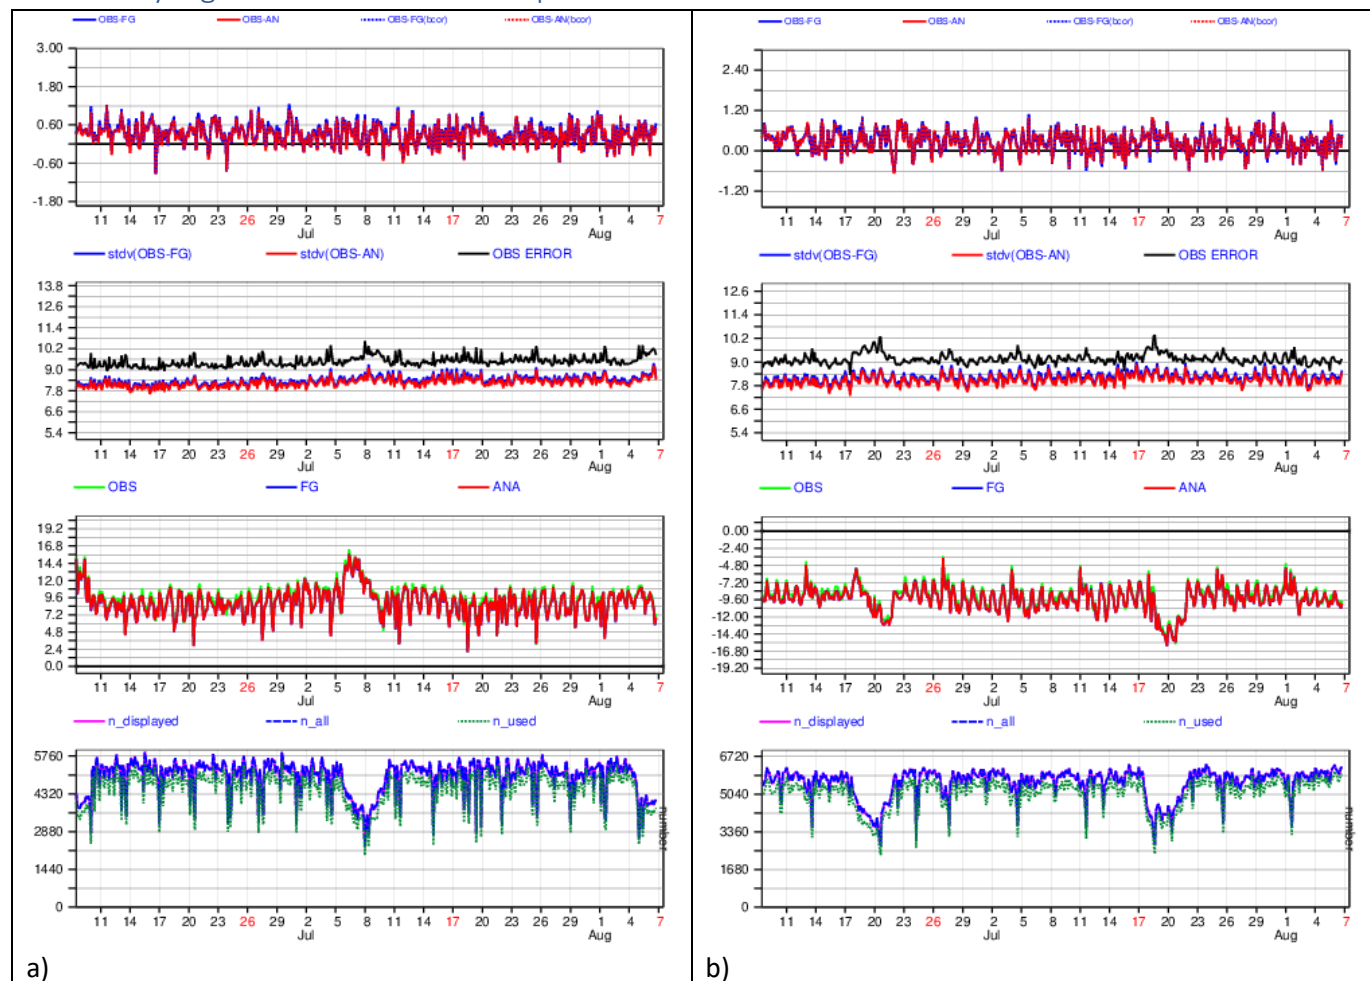 OBS-FG OBS-AN OBS-FG(bcor) OBS-AN(bcor)
3.00
1.80
0.60
-0.60
-1.80
11 14 17 20 23 26 29 2 5 8 11 14 17 20 23 26 29 1 4 7
Jul Aug
stdv(OBS-FG) stdv(OBS-AN) OBS ERROR
13.8
12.6
11.4
10.2
9.0
7.8
6.6
5.4
11 14 17 20 23 26 29 2 5 8 11 14 17 20 23 26 29 1 4 7
Jul Aug
OBS FG ANA
19.2
16.8
14.4
12.0
9.6
7.2
4.8
2.4
0.0
11 14 17 20 23 26 29 2 5 8 11 14 17 20 23 26 29 1 4 7
Jul Aug
n_displayed n_all n_used
5760
4320
2880
1440
0
number
11 14 17 20 23 26 29 2 5 8 11 14 17 20 23 26 29 1 4 7
Jul Aug
a)
OBS-FG OBS-AN OBS-FG(bcor) OBS-AN(bcor)
2.40
1.20
0.00
-1.20
11 14 17 20 23 26 29 2 5 8 11 14 17 20 23 26 29 1 4 7
Jul Aug
stdv(OBS-FG) stdv(OBS-AN) OBS ERROR
12.6
11.4
10.2
9.0
7.8
6.6
5.4
11 14 17 20 23 26 29 2 5 8 11 14 17 20 23 26 29 1 4 7
Jul Aug
OBS FG ANA
0.00
-2.40
-4.80
-7.20
-9.60
-12.00
-14.40
-16.80
-19.20
11 14 17 20 23 26 29 2 5 8 11 14 17 20 23 26 29 1 4 7
Jul Aug
n_displayed n_all n_used
6720
5040
3360
1680
0
number
11 14 17 20 23 26 29 2 5 8 11 14 17 20 23 26 29 1 4 7
Jul Aug
b)